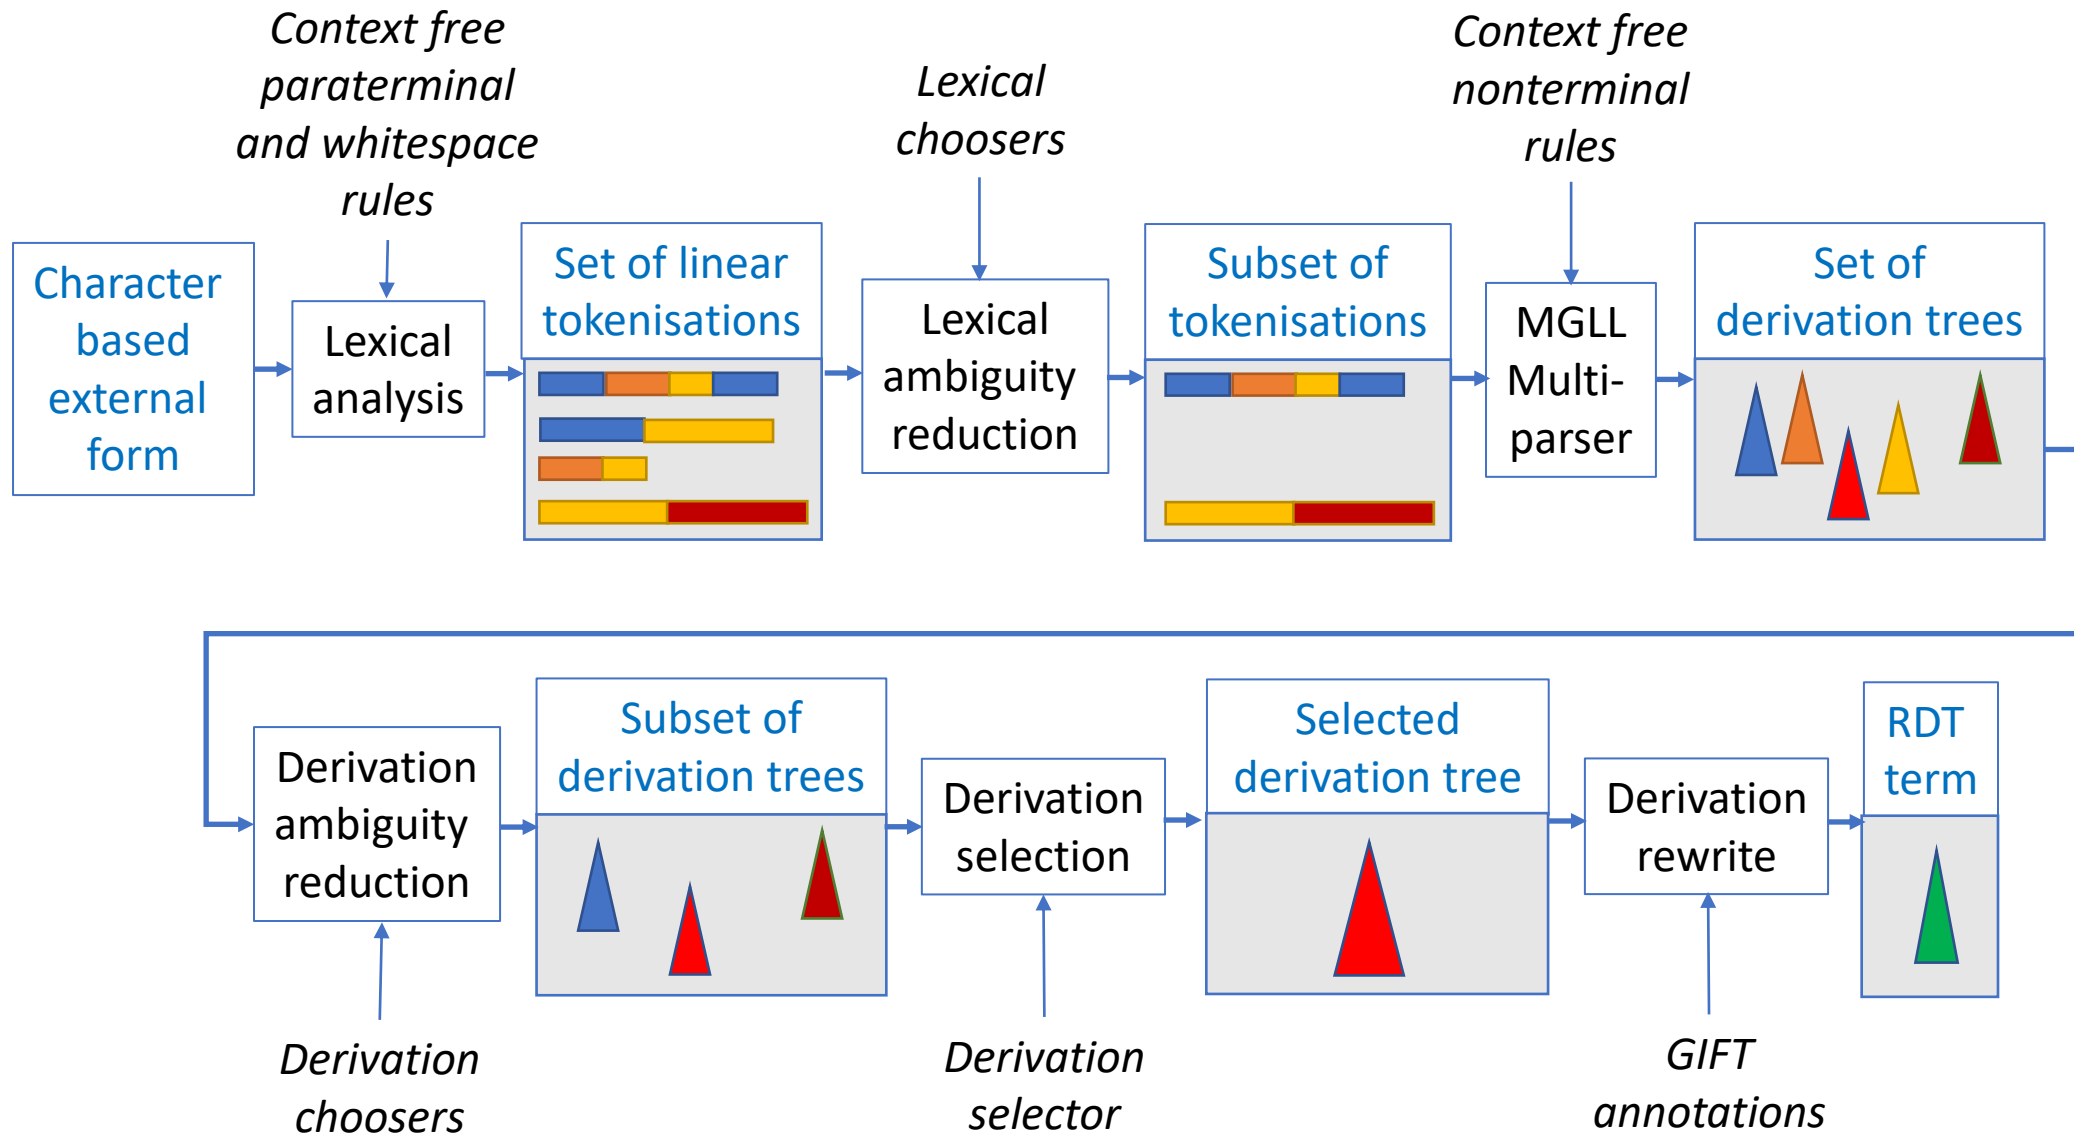 Context free
paraterminal
and whitespace
rules
Lexical
choosers
Context free
nonterminal
rules
Character
based
external
form
Lexical
analysis
Set of linear
tokenisations
Lexical
ambiguity
reduction
Subset of
tokenisations
MGLL
Multi-
parser
Set of
derivation trees
Derivation
ambiguity
reduction
Subset of
derivation trees
Derivation
selection
Selected
derivation tree
Derivation
rewrite
RDT
term
Derivation
choosers
Derivation
selector
GIFT
annotations